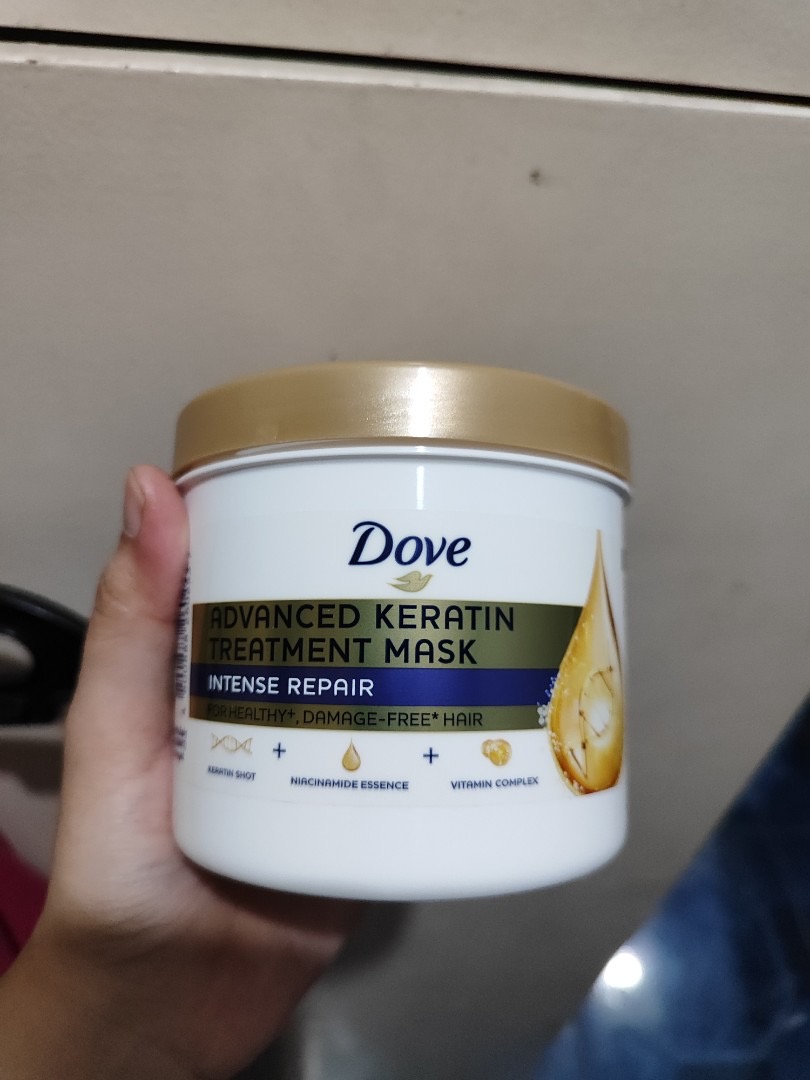 Dove
ADVANCED KERATIN
TREATMENT MASK
INTENSE REPAIR
FOR HEALTHY+, DAMAGE-FREE* HAIR
KERATIN SHOT
+
NIACINAMIDE ESSENCE
+
VITAMIN COMPLEX